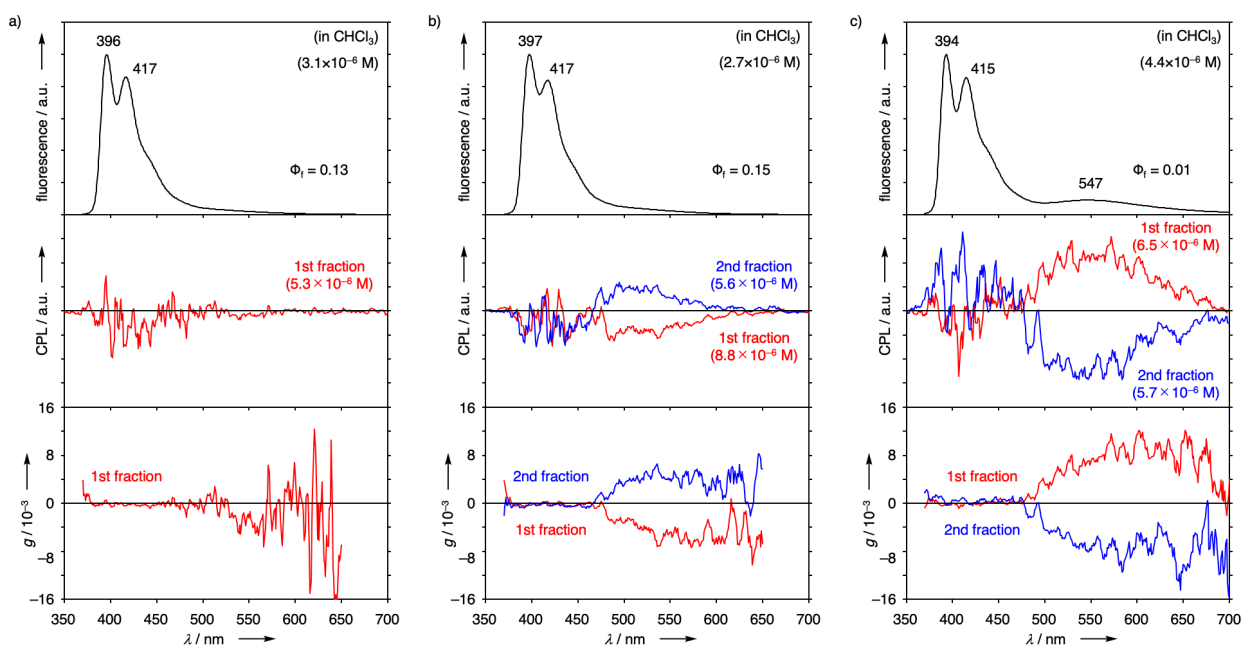 a)
fluorescence / a.u.
396
417
(in CHCl₃)
(3.1×10⁻⁶ M)
Φf = 0.13
CPL / a.u.
1st fraction
(5.3×10⁻⁶ M)
g / 10⁻³
16
8
0
−8
−16
1st fraction
350 400 450 500 550 600 650 700
λ / nm
b)
fluorescence / a.u.
397
417
(in CHCl₃)
(2.7×10⁻⁶ M)
Φf = 0.15
CPL / a.u.
2nd fraction
(5.6×10⁻⁶ M)
1st fraction
(8.8×10⁻⁶ M)
g / 10⁻³
16
8
0
−8
−16
2nd fraction
1st fraction
350 400 450 500 550 600 650 700
λ / nm
c)
fluorescence / a.u.
394
415
(in CHCl₃)
(4.4×10⁻⁶ M)
Φf = 0.01
547
CPL / a.u.
1st fraction
(6.5×10⁻⁶ M)
2nd fraction
(5.7×10⁻⁶ M)
g / 10⁻³
16
8
0
−8
−16
1st fraction
2nd fraction
350 400 450 500 550 600 650 700
λ / nm